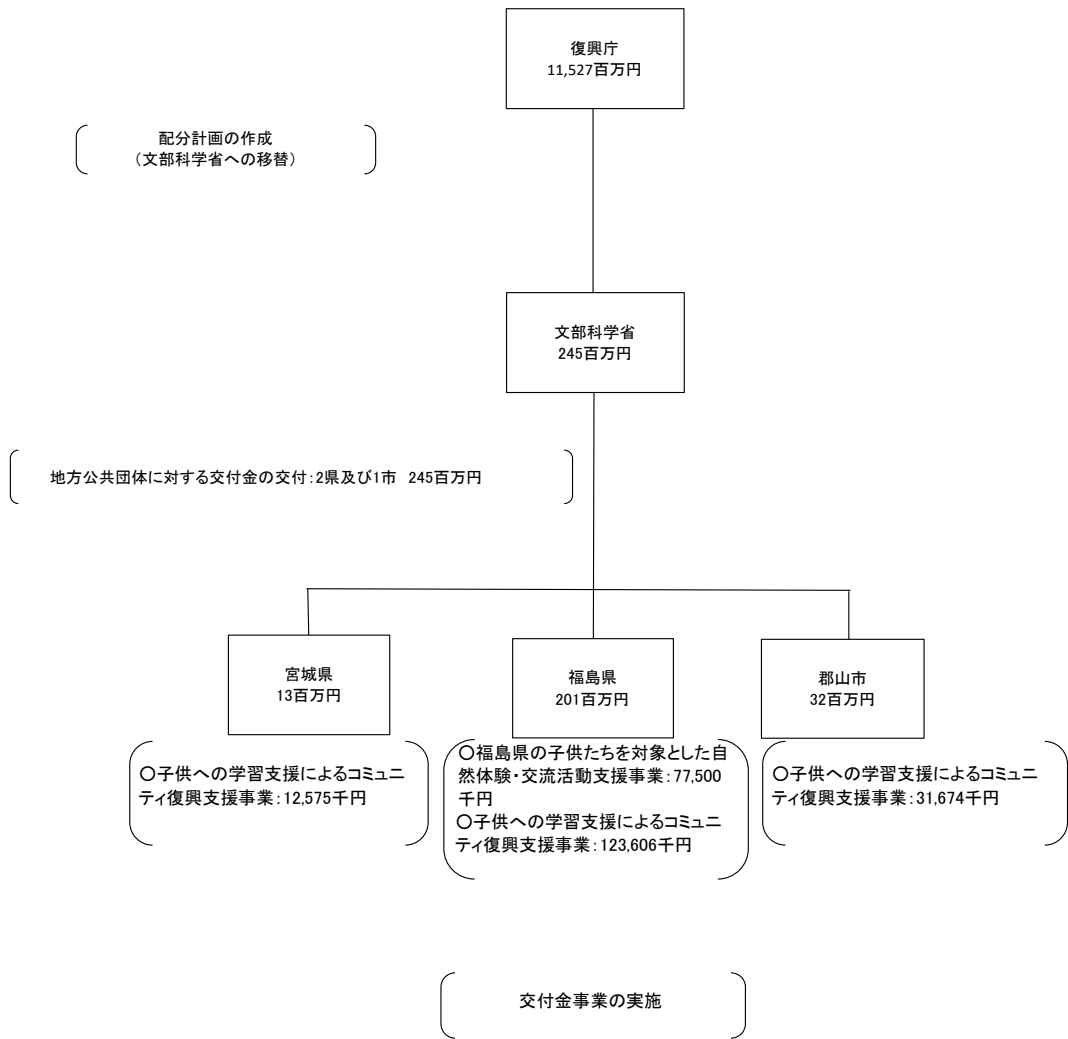 復興庁
11,527百万円
配分計画の作成
（文部科学省への移替）
文部科学省
245百万円
地方公共団体に対する交付金の交付：2県及び1市　245百万円
宮城県
13百万円
福島県
201百万円
郡山市
32百万円
○子供への学習支援によるコミュニ
ティ復興支援事業：12,575千円
○福島県の子供たちを対象とした自
然体験・交流活動支援事業：77,500
千円
○子供への学習支援によるコミュニ
ティ復興支援事業：123,606千円
○子供への学習支援によるコミュニ
ティ復興支援事業：31,674千円
交付金事業の実施